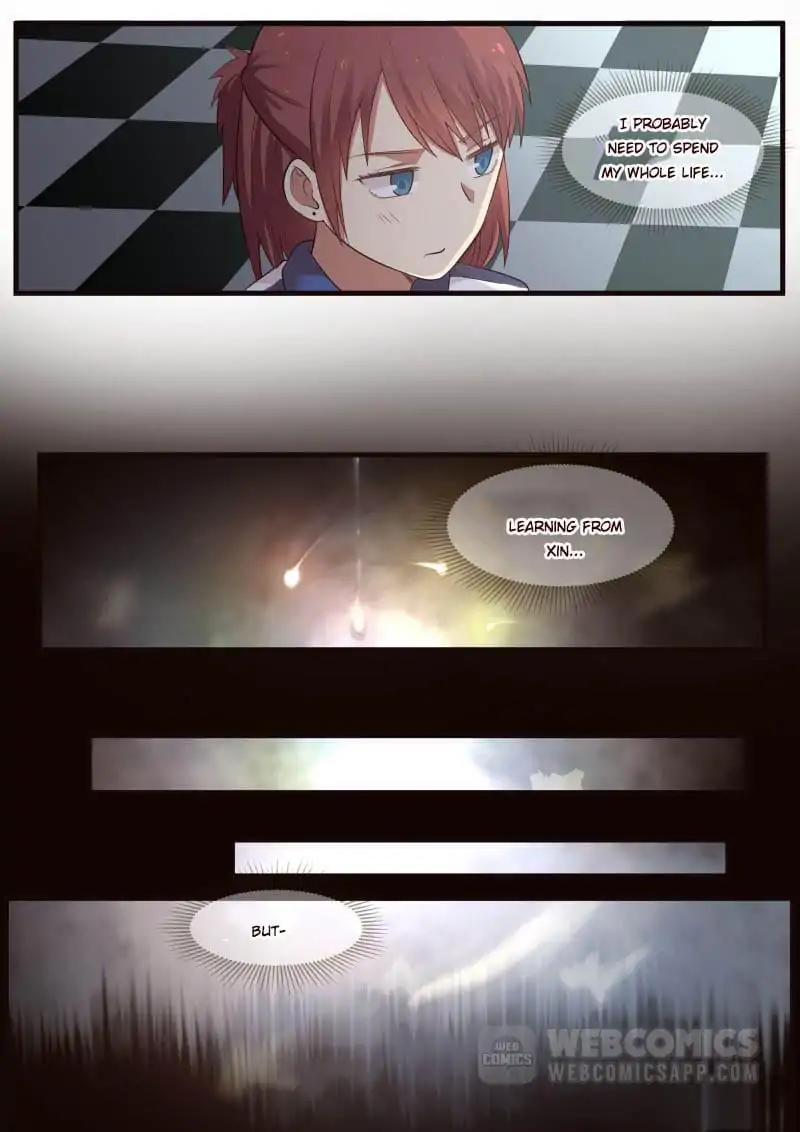 I PROBABLY
NEED TO SPEND
MY WHOLE LIFE...
LEARNING FROM
XIN...
BUT-
WEB
COMICS
WEBCOMICS
WEBCOMICSAPP.COM